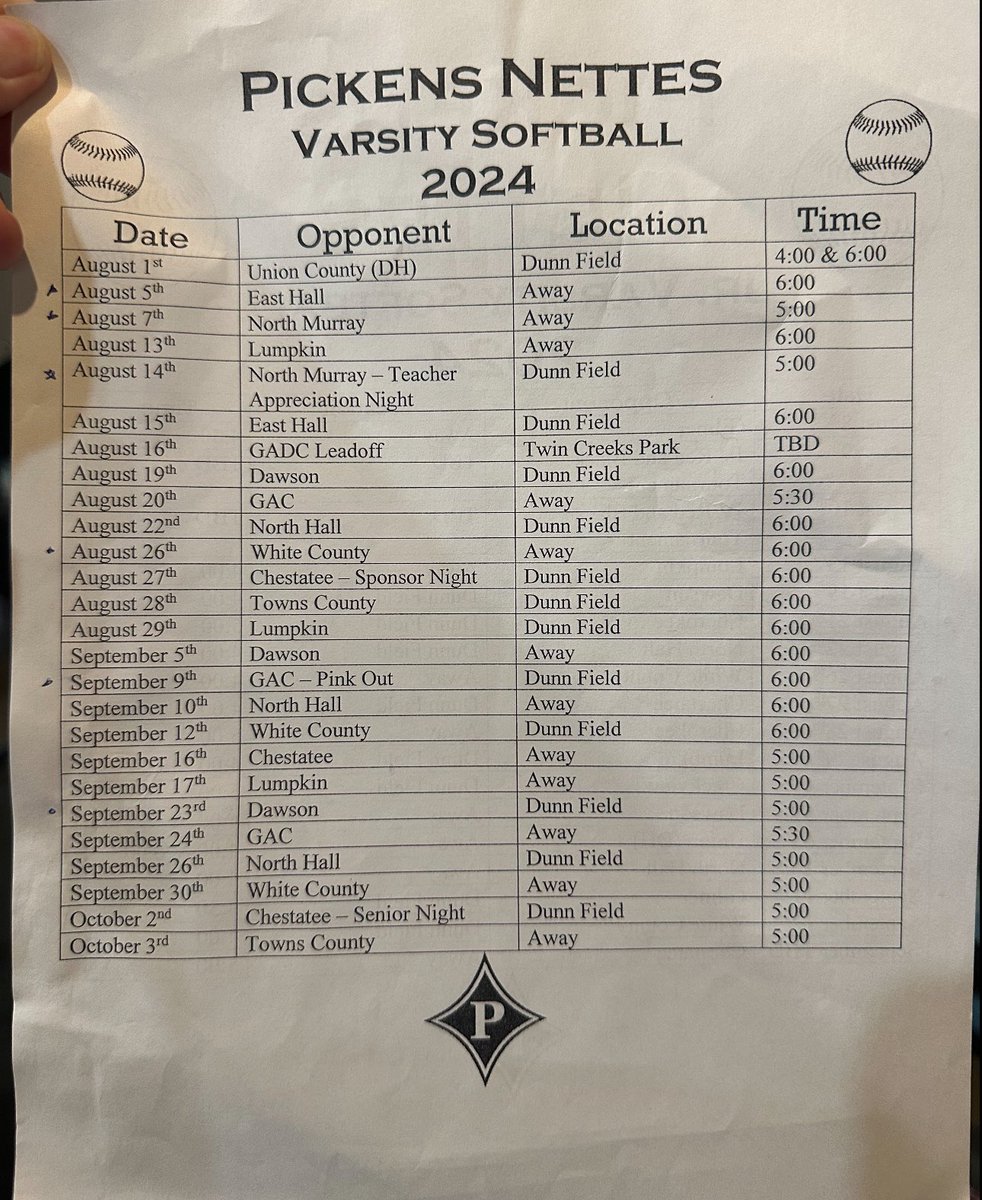 PICKENS NETTES
VARSITY SOFTBALL
2024
Date Opponent Location Time
August 1st Union County (DH) Dunn Field 4:00 & 6:00
August 5th East Hall Away 6:00
August 7th North Murray Away 5:00
August 13th Lumpkin Away 6:00
August 14th North Murray – Teacher Dunn Field 5:00
Appreciation Night
August 15th East Hall Dunn Field 6:00
August 16th GADC Leadoff Twin Creeks Park TBD
August 19th Dawson Dunn Field 6:00
August 20th GAC Away 5:30
August 22nd North Hall Dunn Field 6:00
August 26th White County Away 6:00
August 27th Chestatee – Sponsor Night Dunn Field 6:00
August 28th Towns County Dunn Field 6:00
August 29th Lumpkin Dunn Field 6:00
September 5th Dawson Away 6:00
September 9th GAC – Pink Out Dunn Field 6:00
September 10th North Hall Away 6:00
September 12th White County Dunn Field 6:00
September 16th Chestatee Away 5:00
September 17th Lumpkin Away 5:00
September 23rd Dawson Dunn Field 5:00
September 24th GAC Away 5:30
September 26th North Hall Dunn Field 5:00
September 30th White County Away 5:00
October 2nd Chestatee – Senior Night Dunn Field 5:00
October 3rd Towns County Away 5:00
P